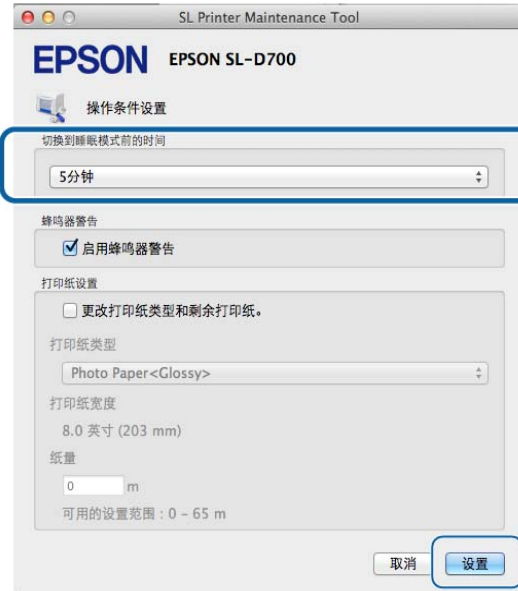 SL Printer Maintenance Tool
EPSON EPSON SL-D700
操作条件设置
切换到睡眠模式前的时间
5分钟
蜂鸣器警告
启用蜂鸣器警告
打印纸设置
更改打印纸类型和剩余打印纸。
打印纸类型
Photo Paper<Glossy>
打印纸宽度
8.0 英寸 (203 mm)
纸量
0 m
可用的设置范围：0 – 65 m
取消 设置